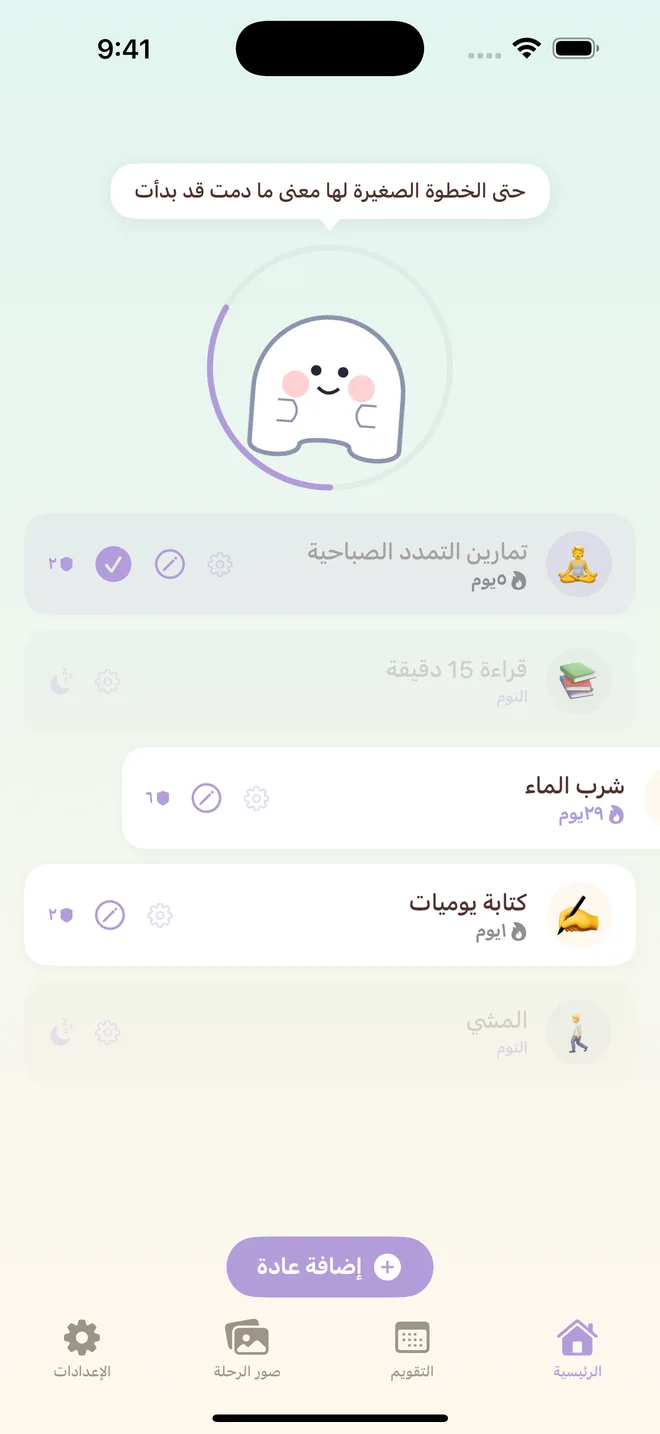 9:41
حتى الخطوة الصغيرة لها معنى ما دمت قد بدأت
تمارين التمدد الصباحية
٥يوم
٢
قراءة 15 دقيقة
النوم
شرب الماء
٢٩يوم
٦
كتابة يوميات
١يوم
٢
المشي
النوم
إضافة عادة
الرئيسية
التقويم
صور الرحلة
الإعدادات